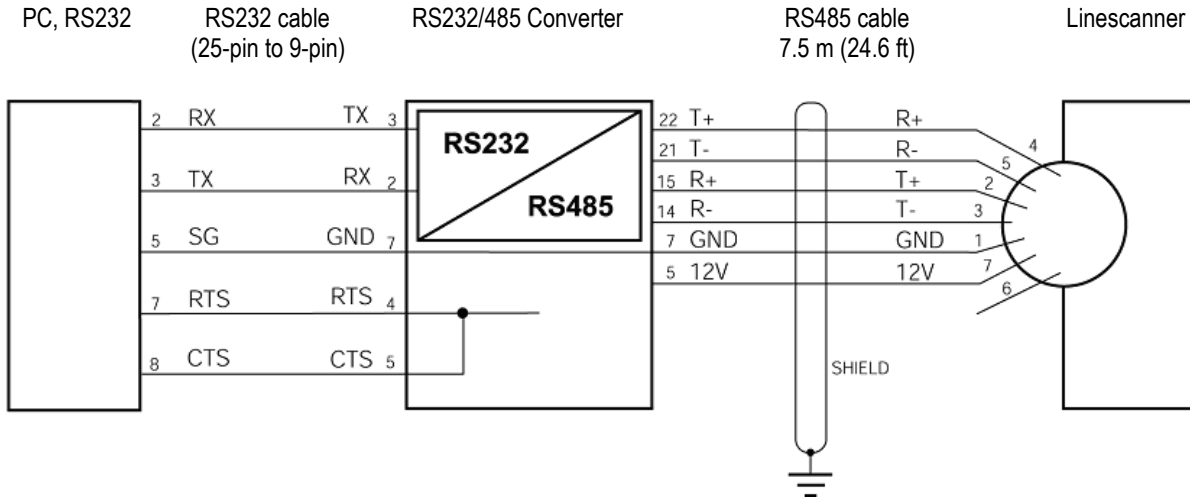 PC, RS232 RS232 cable RS232/485 Converter RS485 cable Linescanner
(25-pin to 9-pin) 7.5 m (24.6 ft)
2 RX TX 3 22 T+ R+ 4
RS232 21 T- R- 5
3 TX RX 2 15 R+ T+ 2
RS485 14 R- T- 3
5 SG GND 7 7 GND GND 1
5 12V 12V 7
6
7 RTS RTS 4
8 CTS CTS 5
SHIELD